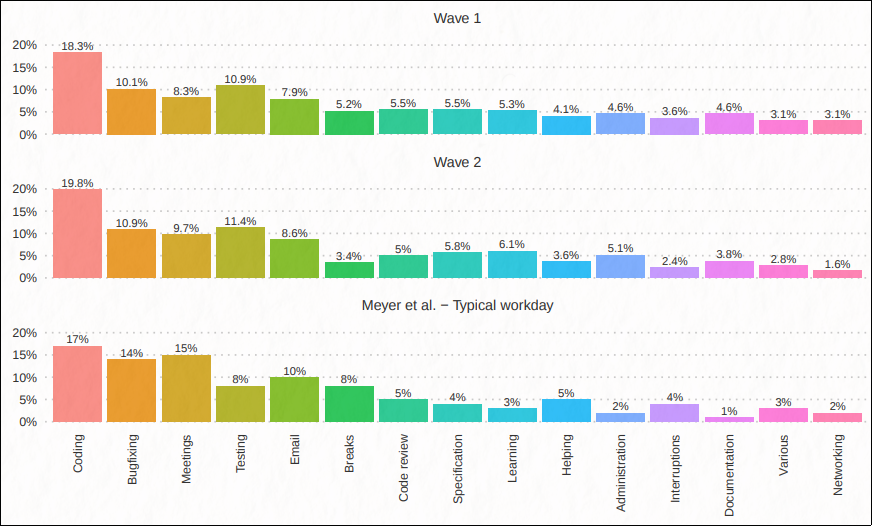 Wave 1
20%
15%
10%
5%
0%
18.3% 10.1% 8.3% 10.9% 7.9% 5.2% 5.5% 5.5% 5.3% 4.1% 4.6% 3.6% 4.6% 3.1% 3.1%
Wave 2
20%
15%
10%
5%
0%
19.8% 10.9% 9.7% 11.4% 8.6% 3.4% 5% 5.8% 6.1% 3.6% 5.1% 2.4% 3.8% 2.8% 1.6%
Meyer et al. − Typical workday
20%
15%
10%
5%
0%
17% 14% 15% 8% 10% 8% 5% 4% 3% 5% 2% 4% 1% 3% 2%
Coding
Bugfixing
Meetings
Testing
Email
Breaks
Code review
Specification
Learning
Helping
Administration
Interruptions
Documentation
Various
Networking